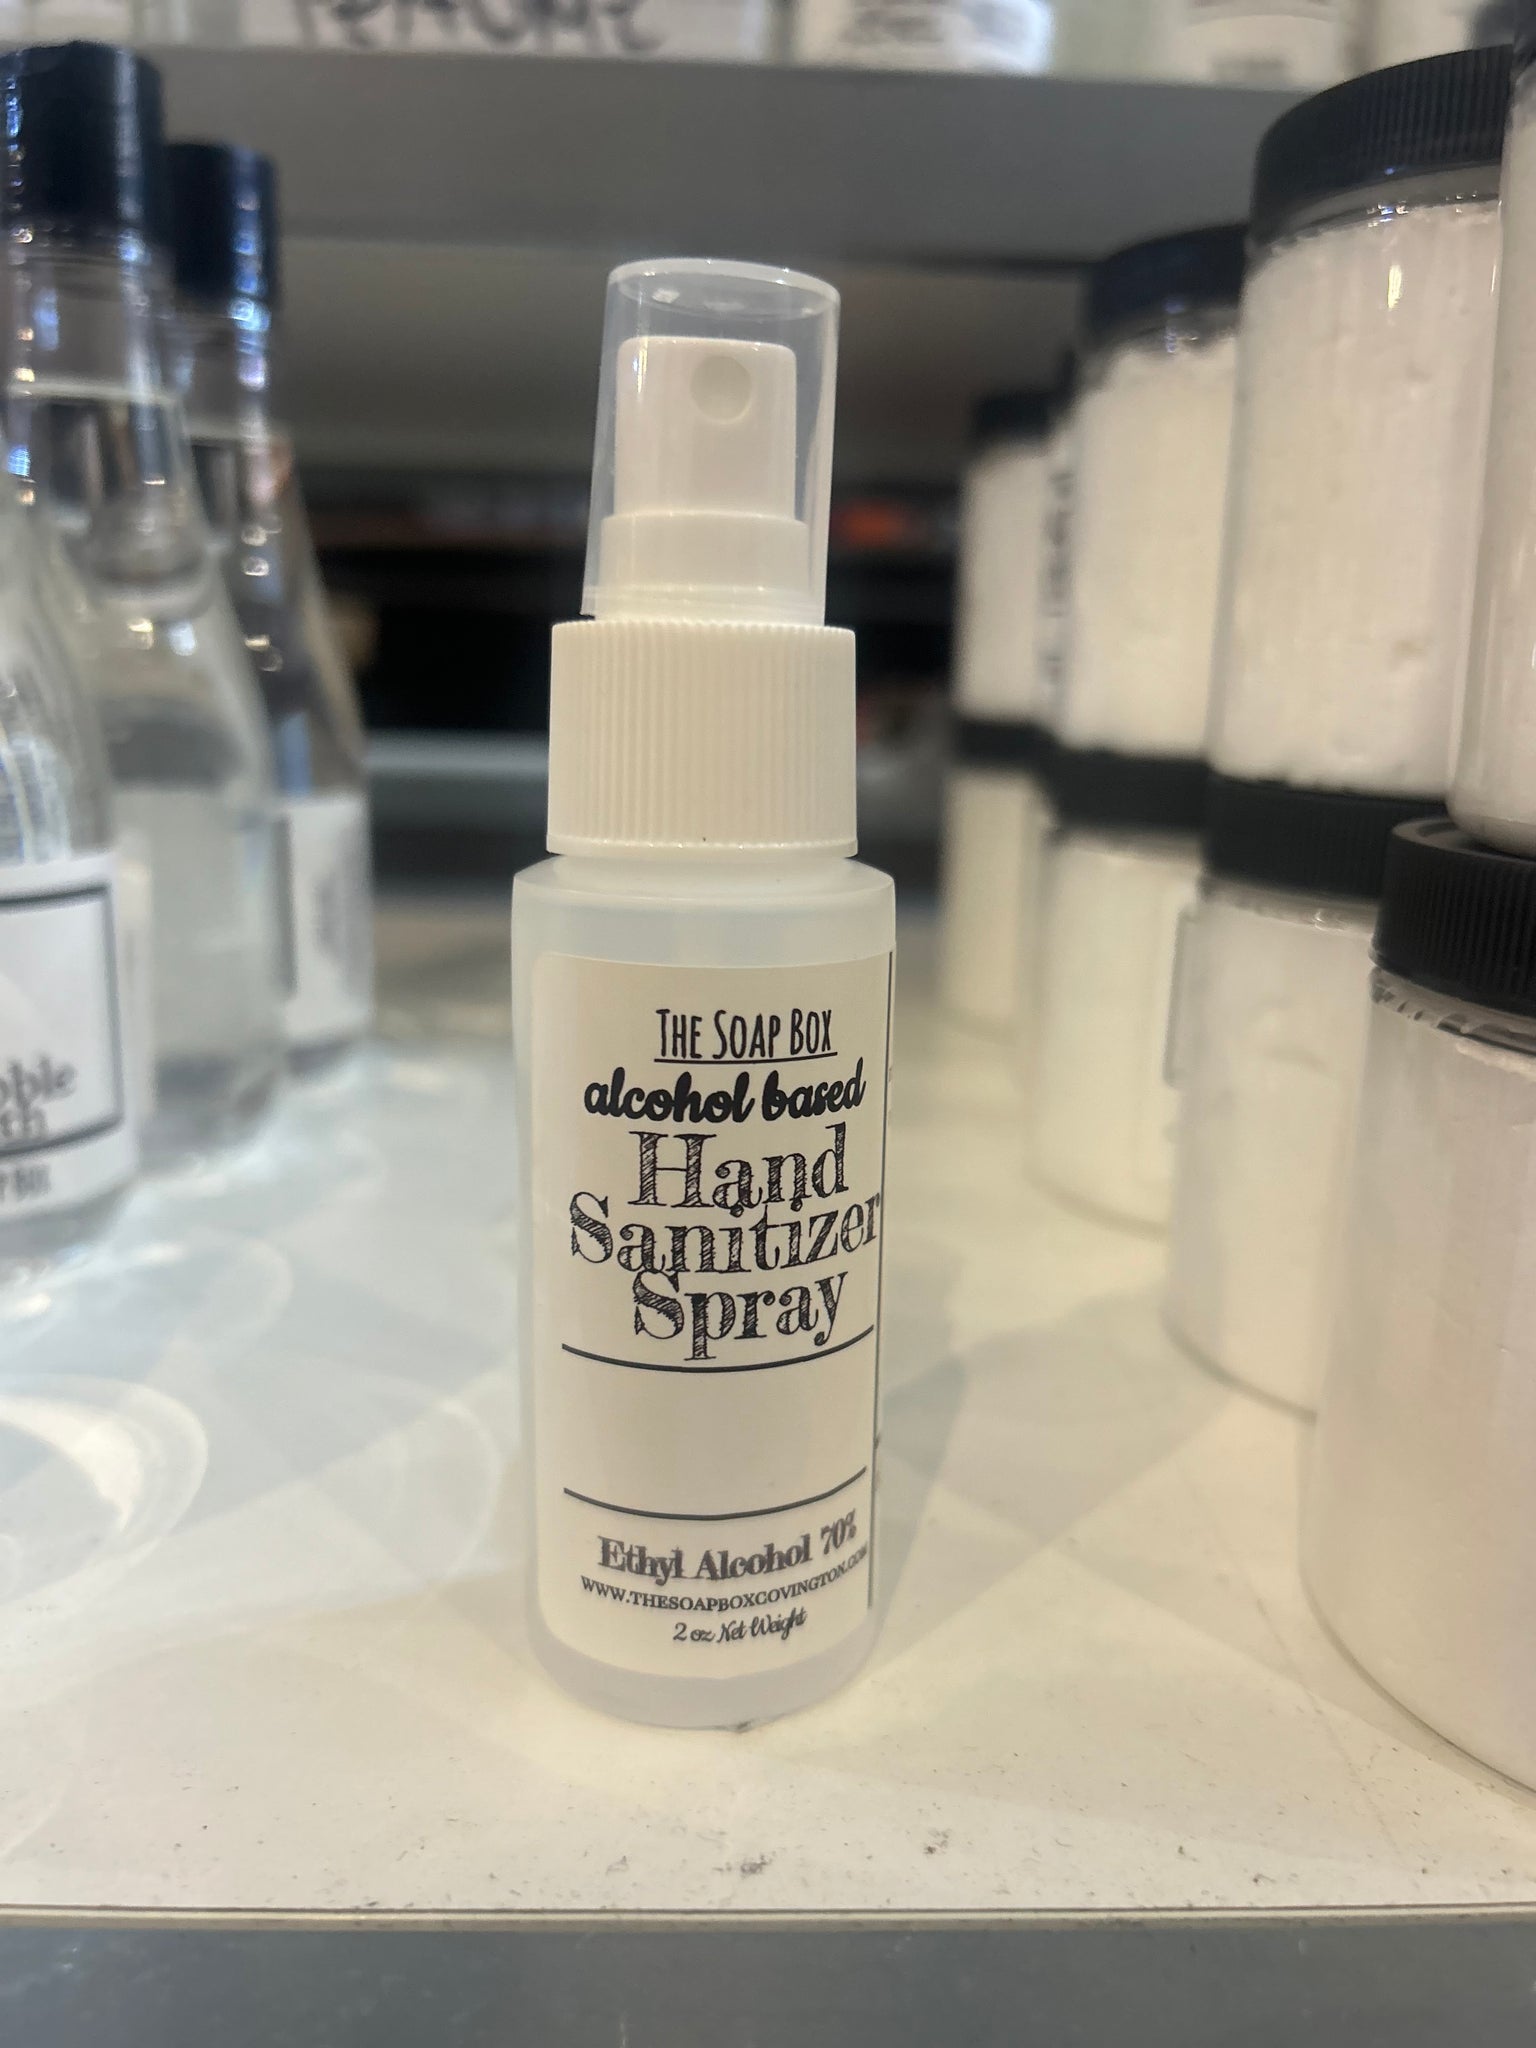 THE SOAP BOX
alcohol based
Hand
Sanitizer
Spray
Ethyl Alcohol 70%
WWW.THESOAPBOXCOVINGTON.COM
2 oz Net Weight